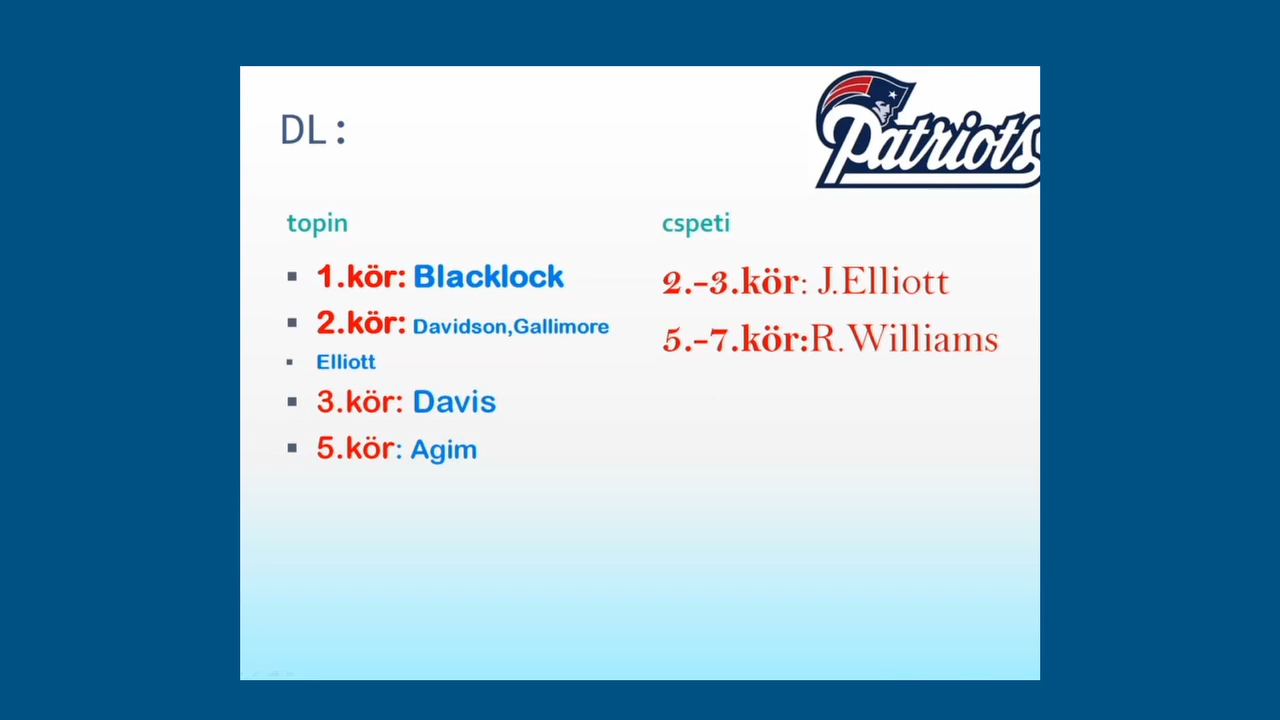 DL:
Patriots
topin
1.kör: Blacklock
2.kör: Davidson,Gallimore
Elliott
3.kör: Davis
5.kör: Agim
cspeti
2.-3.kör: J.Elliott
5.-7.kör:R.Williams